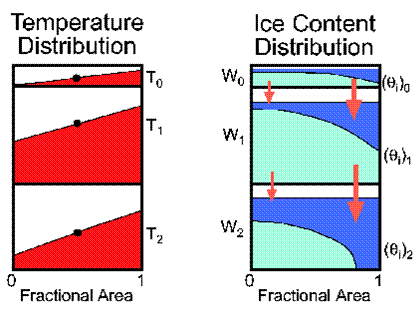 Temperature
Distribution
T0
T1
T2
0
1
Fractional Area
Ice Content
Distribution
W0
(θi)0
W1
(θi)1
W2
(θi)2
0
1
Fractional Area